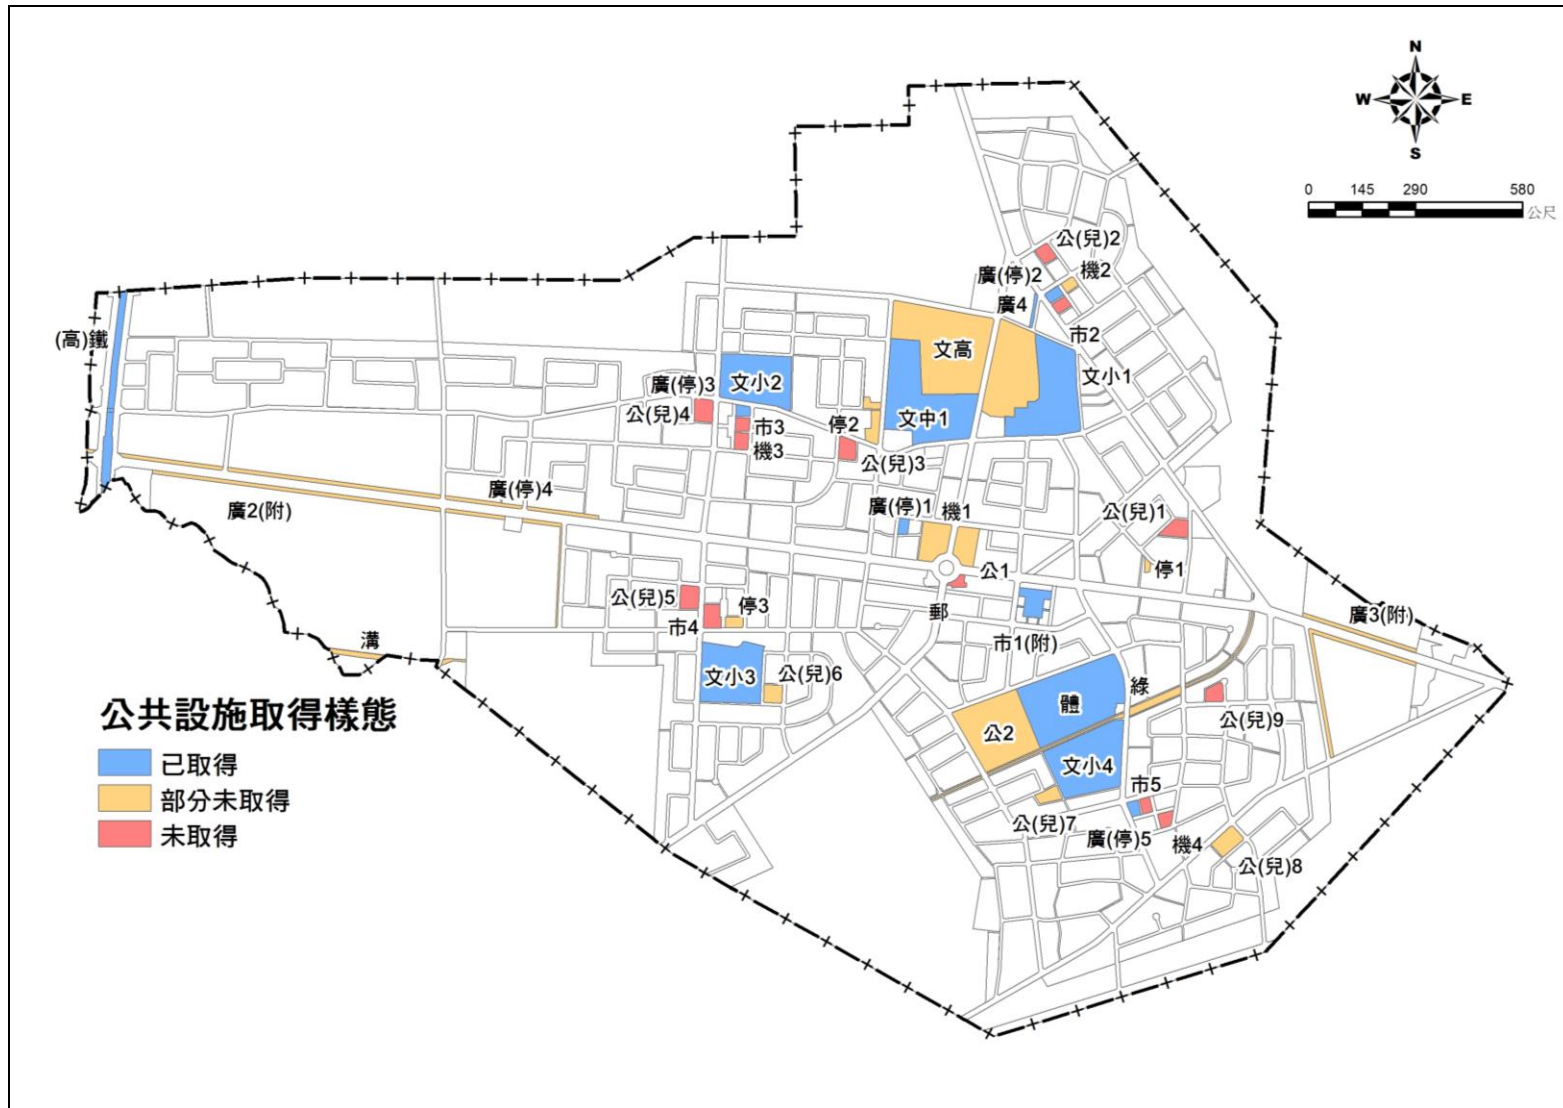 N
W E
S
0 145 290 580
公尺
公(兒)2
機2
廣(停)2
廣4
市2
(高)鐵
文高
文小1
文小2
廣(停)3
公(兒)4
文中1
停2
市3
機3
公(兒)3
廣(停)4
廣2(附)
廣(停)1
機1
公(兒)1
停1
公1
公(兒)5
停3
市4
郵
廣3(附)
市1(附)
溝
文小3
公(兒)6
綠
體
公2
公(兒)9
文小4
市5
公(兒)7
廣(停)5
機4
公(兒)8
公共設施取得樣態
已取得
部分未取得
未取得